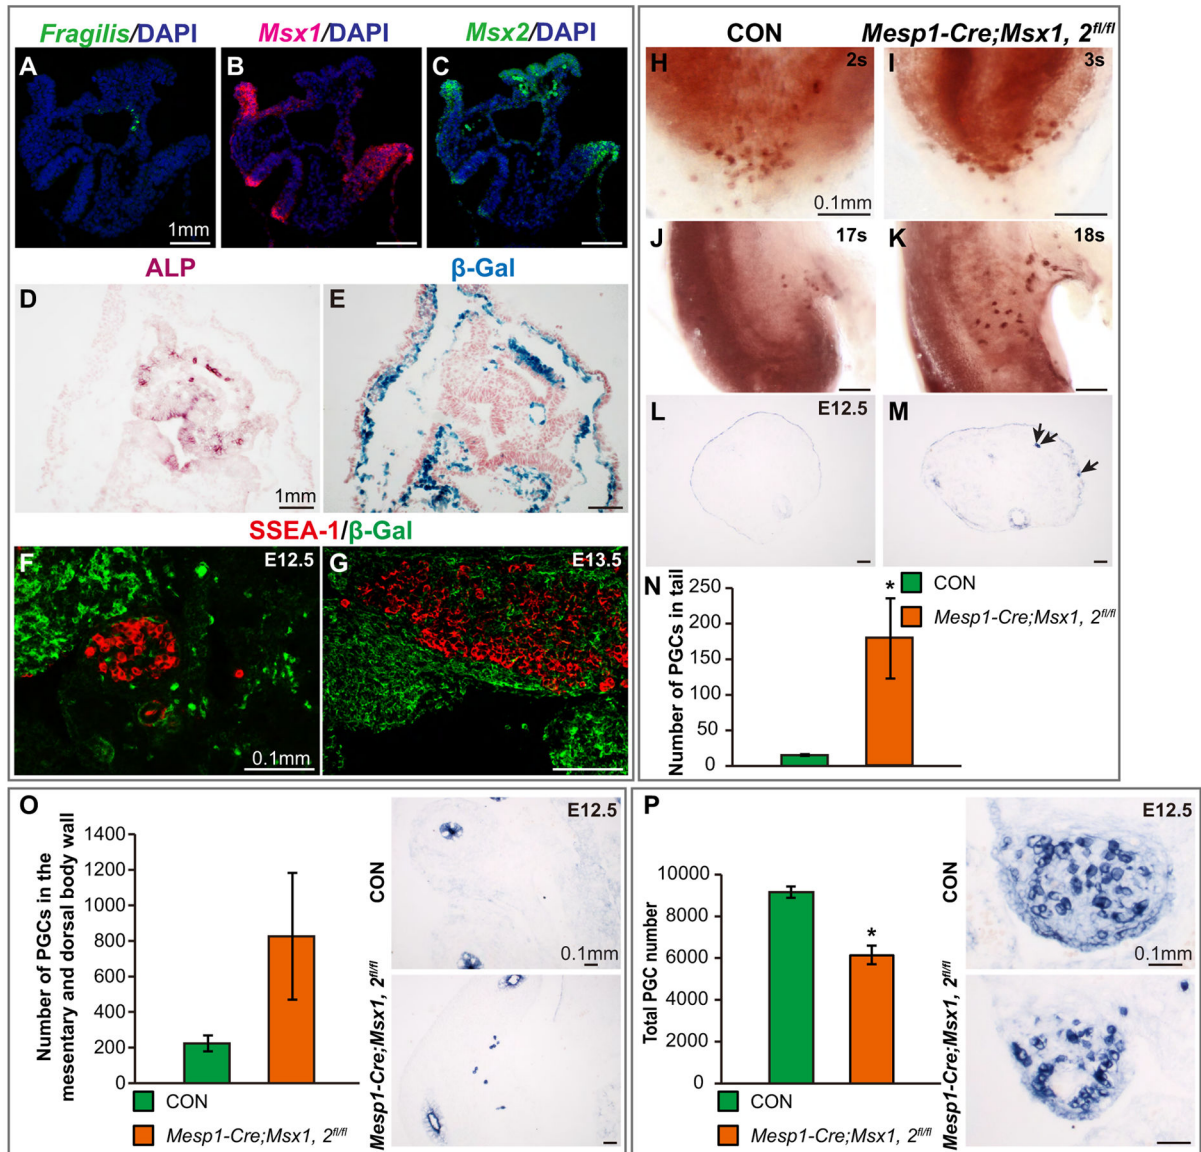 Fragilis/DAPI
Msx1/DAPI
Msx2/DAPI
A
B
C
1mm
ALP
β-Gal
D
E
1mm
SSEA-1/β-Gal
F
E12.5
G
E13.5
0.1mm
CON
Mesp1-Cre;Msx1, 2fl/fl
H
2s
I
3s
0.1mm
J
17s
K
18s
L
E12.5
M
N
250
200
150
100
50
0
Number of PGCs in tail
*
CON
Mesp1-Cre;Msx1, 2fl/fl
O
1400
1200
1000
800
600
400
200
0
Number of PGCs in the
mesentary and dorsal body wall
CON
Mesp1-Cre;Msx1, 2fl/fl
E12.5
CON
0.1mm
Mesp1-Cre;Msx1, 2fl/fl
P
10000
8000
6000
4000
2000
0
Total PGC number
*
CON
Mesp1-Cre;Msx1, 2fl/fl
E12.5
CON
0.1mm
Mesp1-Cre;Msx1, 2fl/fl